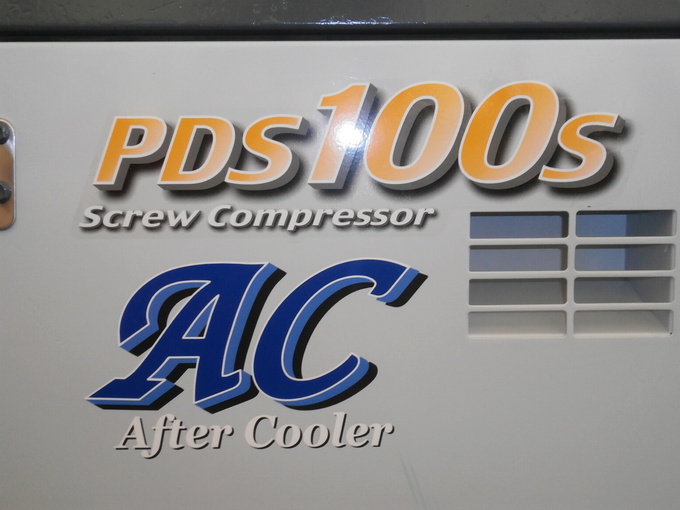 PDS100s
Screw Compressor
AC
After Cooler